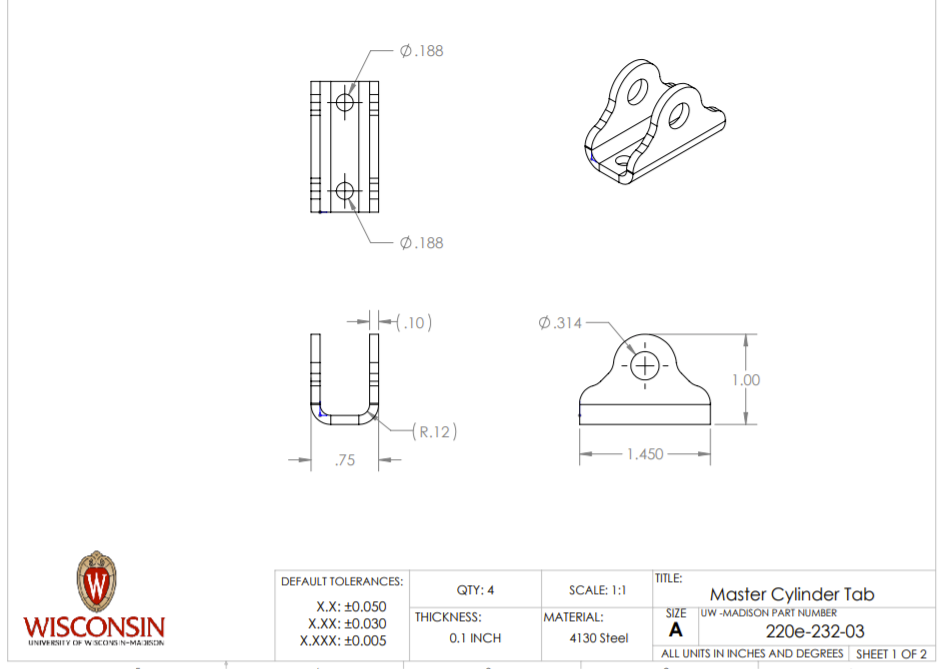 Ø.188
Ø.188
(.10)
Ø.314
1.00
(R.12)
.75
1.450
W
WISCONSIN
UNIVERSITY OF WISCONSIN-MADISON
DEFAULT TOLERANCES:
X.X: ±0.050
X.XX: ±0.030
X.XXX: ±0.005
QTY: 4
SCALE: 1:1
THICKNESS:
0.1 INCH
MATERIAL:
4130 Steel
TITLE:
Master Cylinder Tab
SIZE
A
UW -MADISON PART NUMBER
220e-232-03
ALL UNITS IN INCHES AND DEGREES
SHEET 1 OF 2